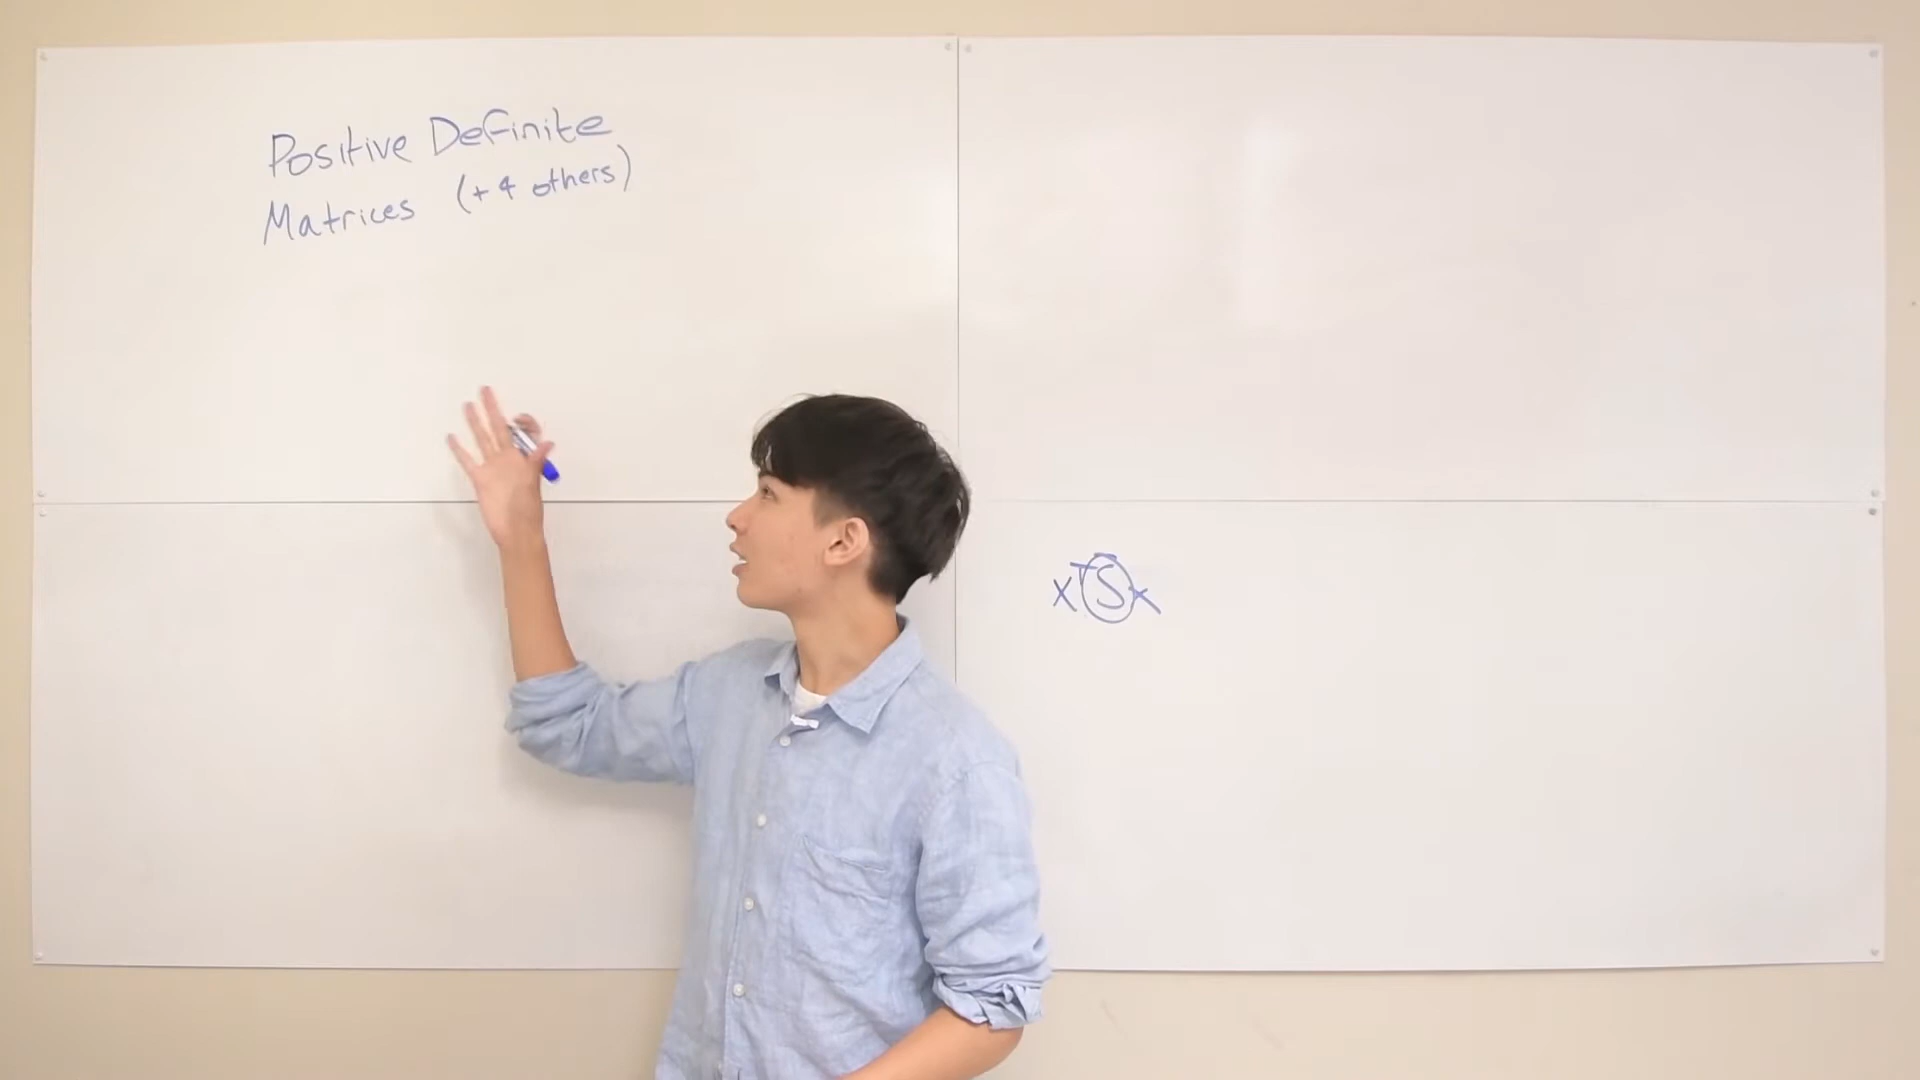 Positive Definite
Matrices (+4 others)
xᵀSx